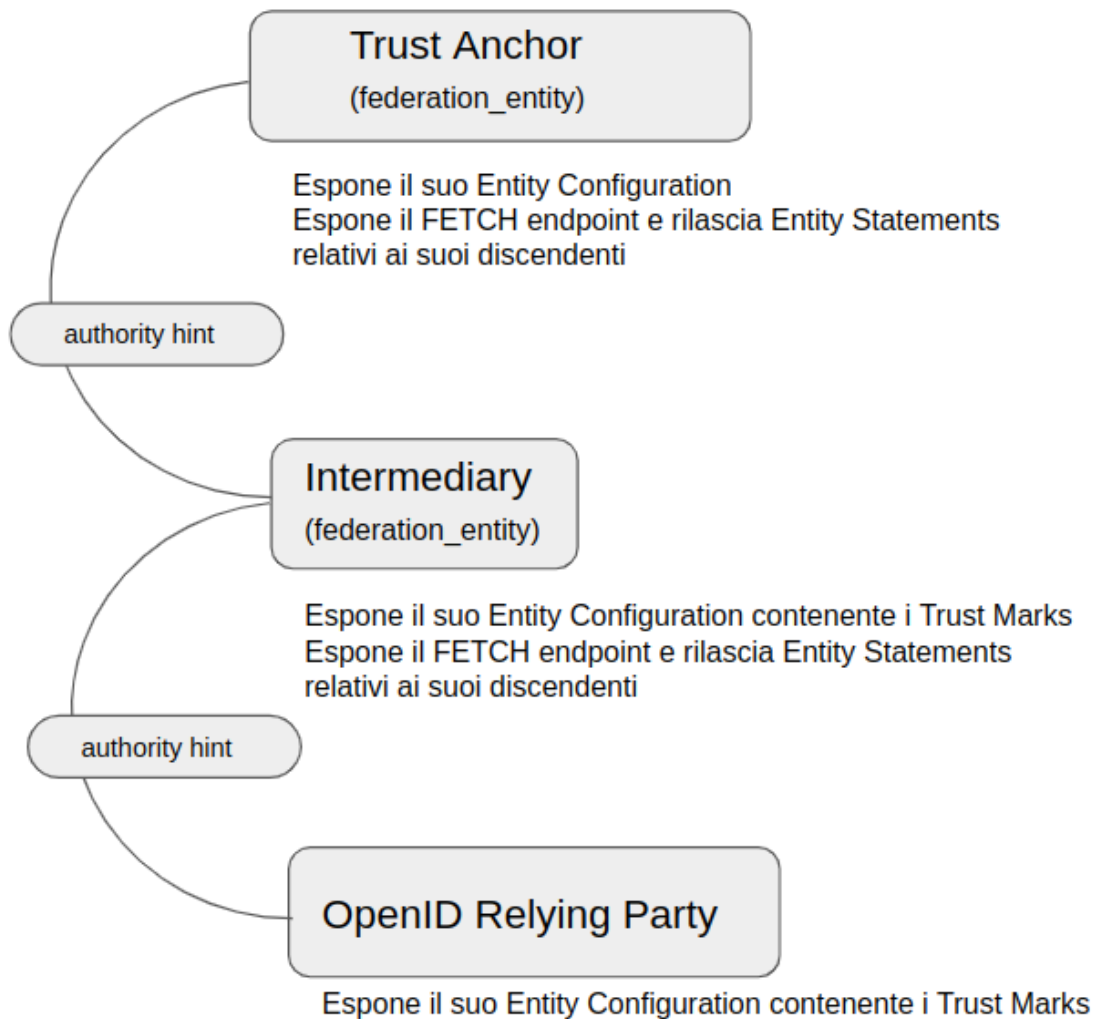 Trust Anchor
(federation_entity)
Espone il suo Entity Configuration
Espone il FETCH endpoint e rilascia Entity Statements
relativi ai suoi discendenti
authority hint
Intermediary
(federation_entity)
Espone il suo Entity Configuration contenente i Trust Marks
Espone il FETCH endpoint e rilascia Entity Statements
relativi ai suoi discendenti
authority hint
OpenID Relying Party
Espone il suo Entity Configuration contenente i Trust Marks